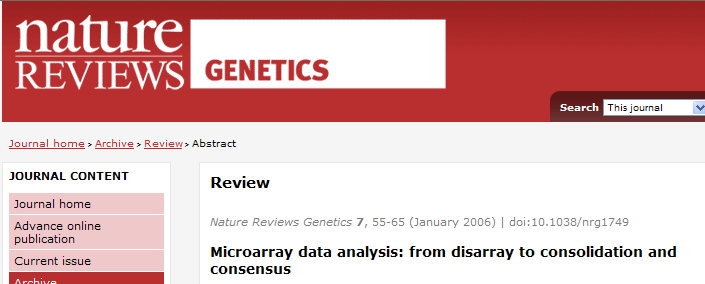 nature
REVIEWS GENETICS
Search This journal
Journal home > Archive > Review > Abstract
JOURNAL CONTENT
Journal home
Advance online
publication
Current issue
Archive
Review
Nature Reviews Genetics 7, 55-65 (January 2006) | doi:10.1038/nrg1749
Microarray data analysis: from disarray to consolidation and
consensus